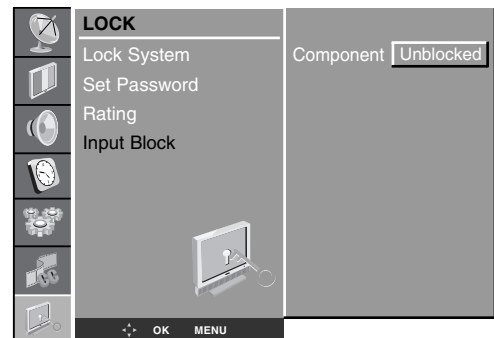 LOCK
Lock System
Set Password
Rating
Input Block
Component Unblocked
OK MENU